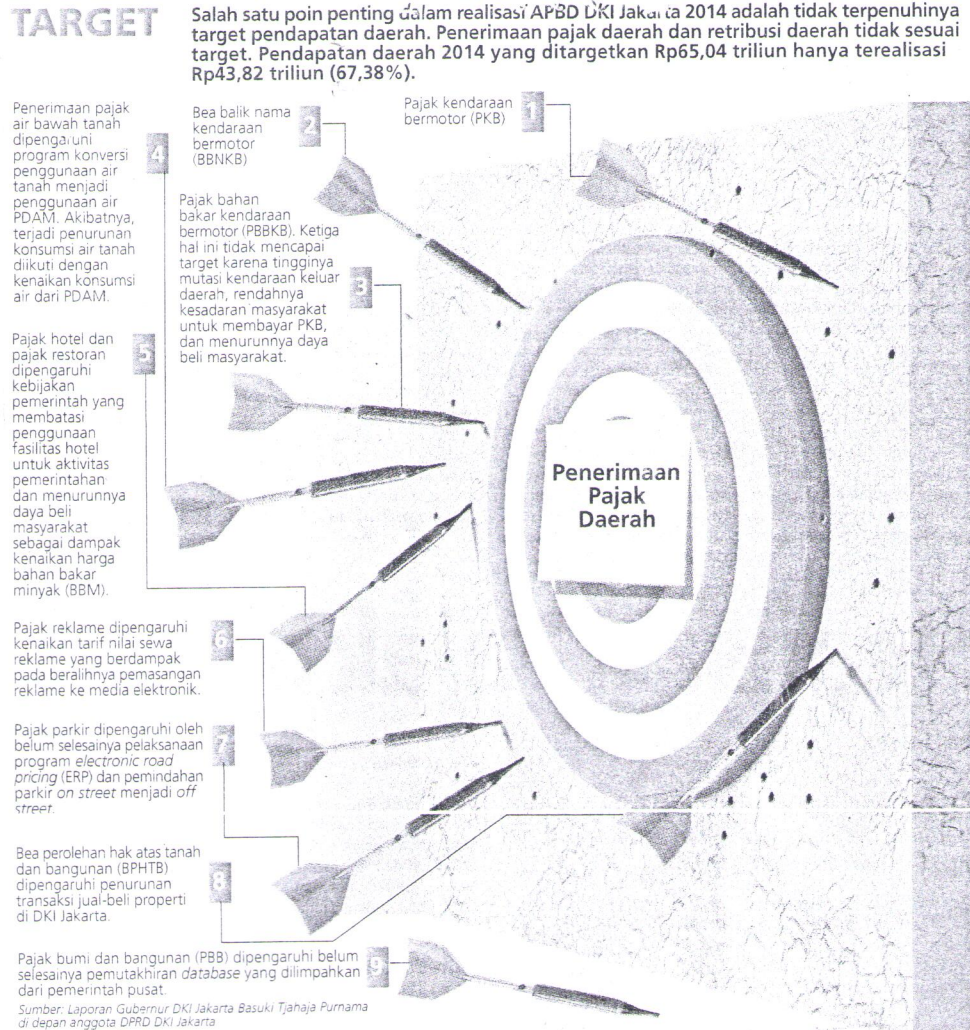 TARGET
Salah satu poin penting dalam realisasi APBD DKI Jakarta 2014 adalah tidak terpenuhinya
target pendapatan daerah. Penerimaan pajak daerah dan retribusi daerah tidak sesuai
target. Pendapatan daerah 2014 yang ditargetkan Rp65,04 triliun hanya terealisasi
Rp43,82 triliun (67,38%).
Pajak kendaraan
bermotor (PKB)
1
Bea balik nama
kendaraan
bermotor
(BBNKB)
2
Pajak bahan
bakar kendaraan
bermotor (PBBKB). Ketiga
hal ini tidak mencapai
target karena tingginya
mutasi kendaraan keluar
daerah, rendahnya
kesadaran masyarakat
untuk membayar PKB,
dan menurunnya daya
beli masyarakat.
3
Penerimaan pajak
air bawah tanah
dipengaruhi
program konversi
penggunaan air
tanah menjadi
penggunaan air
PDAM. Akibatnya,
terjadi penurunan
konsumsi air tanah
diikuti dengan
kenaikan konsumsi
air dari PDAM.
4
Pajak hotel dan
pajak restoran
dipengaruhi
kebijakan
pemerintah yang
membatasi
penggunaan
fasilitas hotel
untuk aktivitas
pemerintahan
dan menurunnya
daya beli
masyarakat
sebagai dampak
kenaikan harga
bahan bakar
minyak (BBM).
5
Penerimaan
Pajak
Daerah
Pajak reklame dipengaruhi
kenaikan tarif nilai sewa
reklame yang berdampak
pada beralihnya pemasangan
reklame ke media elektronik.
6
Pajak parkir dipengaruhi oleh
belum selesainya pelaksanaan
program electronic road
pricing (ERP) dan pemindahan
parkir on street menjadi off
street.
7
Bea perolehan hak atas tanah
dan bangunan (BPHTB)
dipengaruhi penurunan
transaksi jual-beli properti
di DKI Jakarta.
8
Pajak bumi dan bangunan (PBB) dipengaruhi belum
selesainya pemutakhiran database yang dilimpahkan
dari pemerintah pusat.
9
Sumber: Laporan Gubernur DKI Jakarta Basuki Tjahaja Purnama
di depan anggota DPRD DKI Jakarta